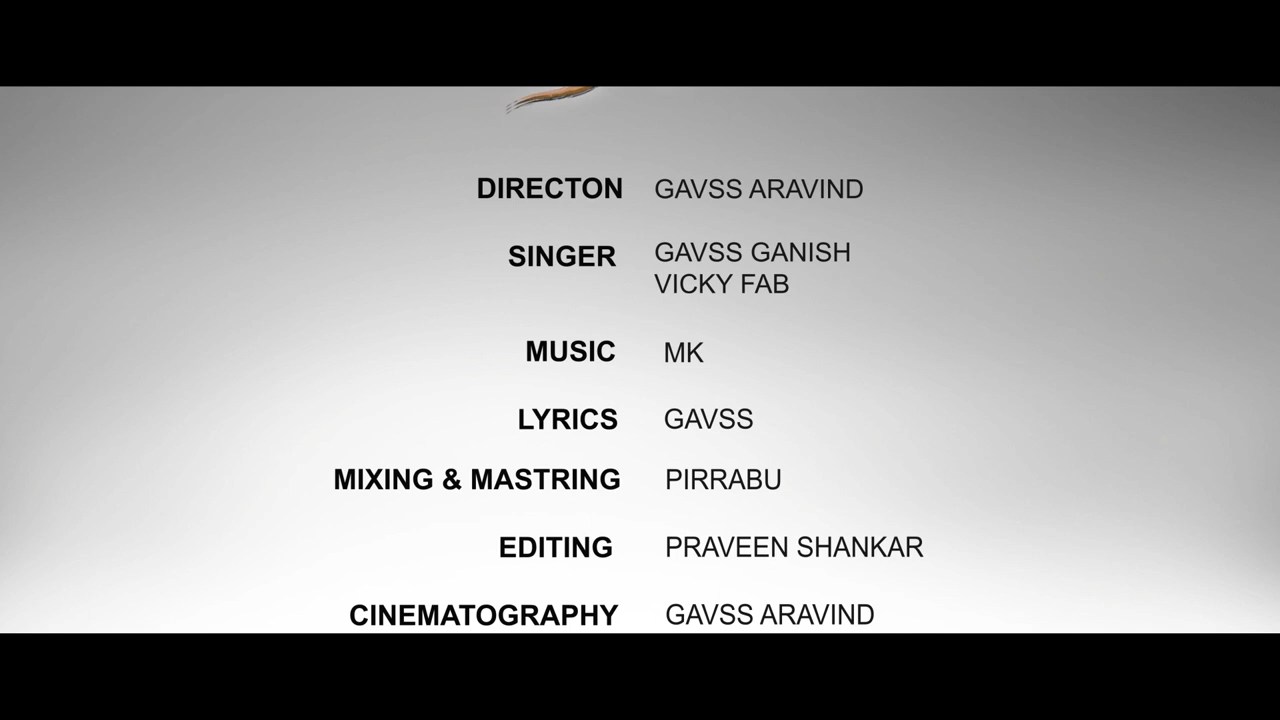 DIRECTON GAVSS ARAVIND
SINGER GAVSS GANISH
VICKY FAB
MUSIC MK
LYRICS GAVSS
MIXING & MASTRING PIRRABU
EDITING PRAVEEN SHANKAR
CINEMATOGRAPHY GAVSS ARAVIND